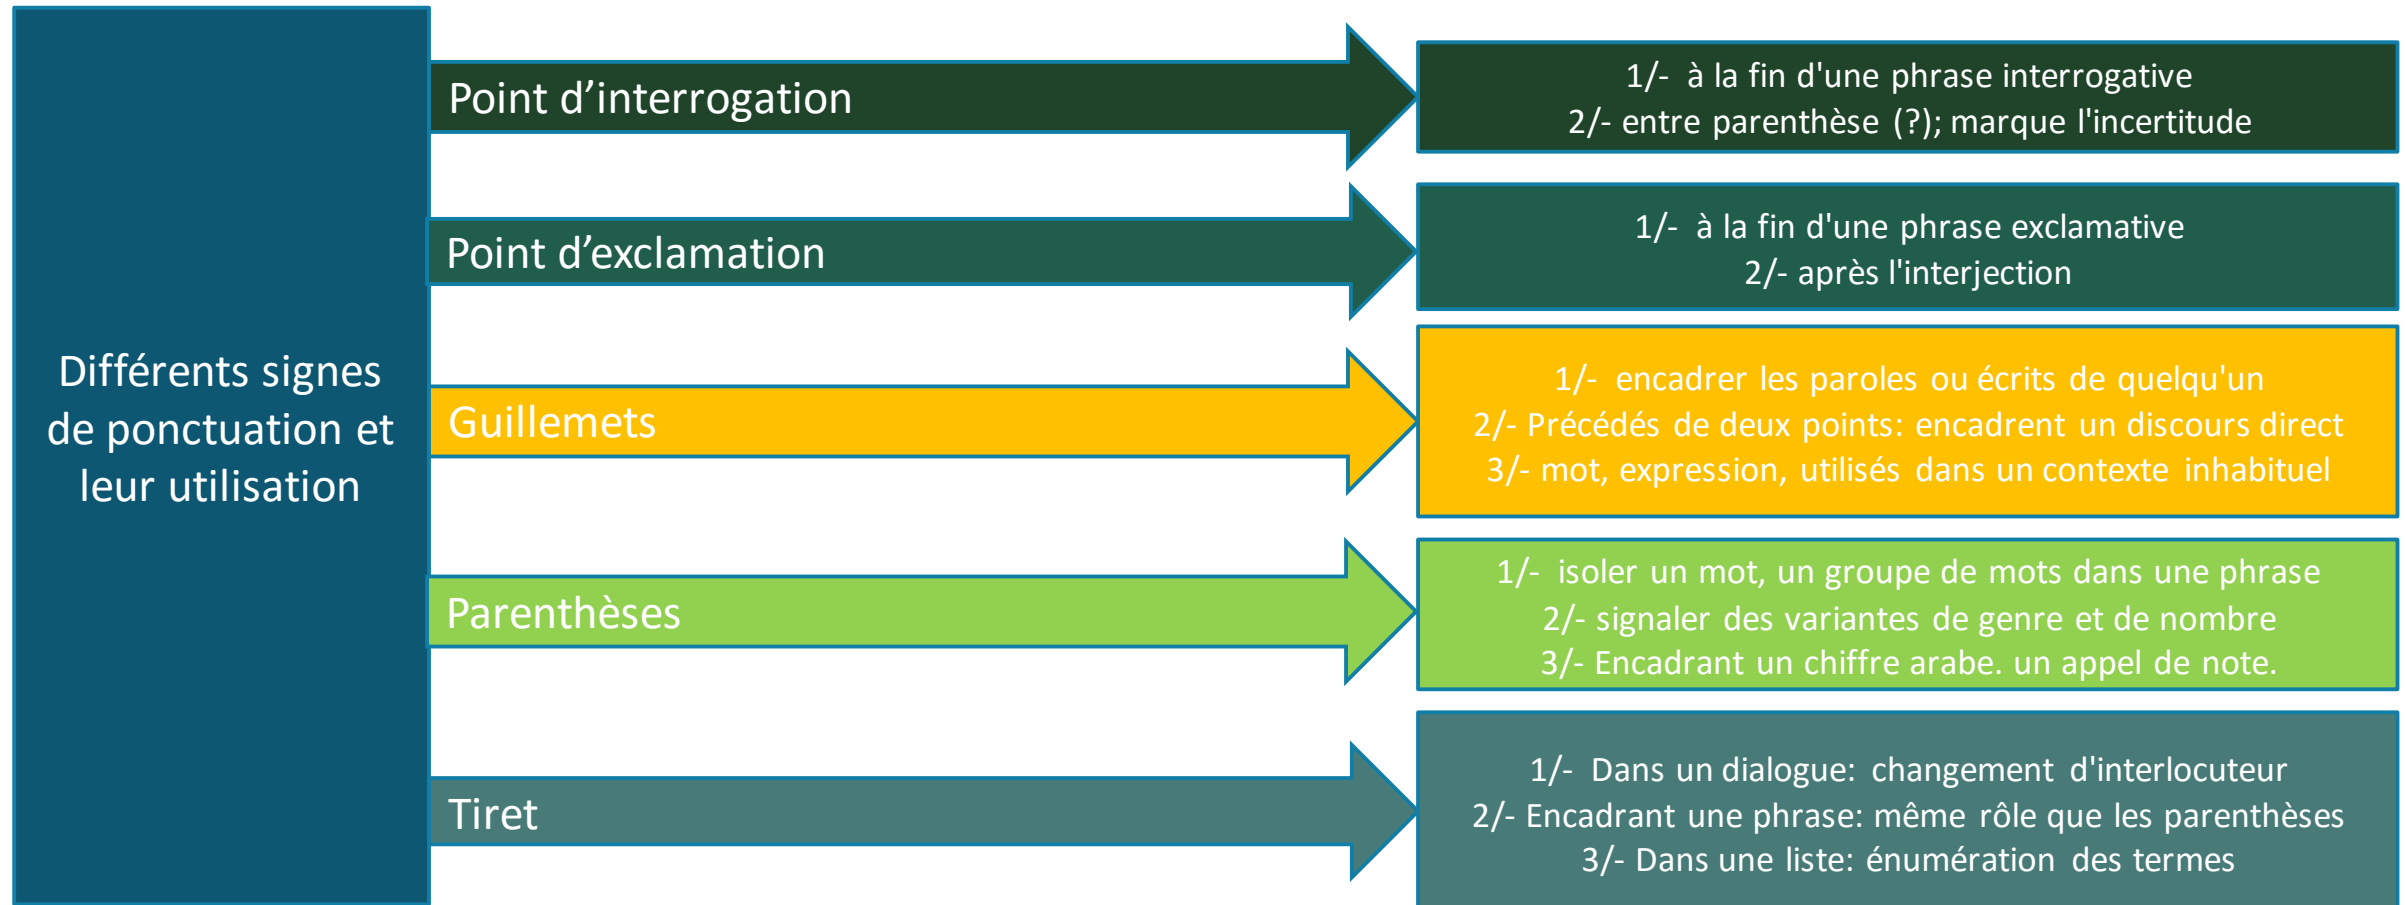 Différents signes
de ponctuation et
leur utilisation
Point d’interrogation
1/- à la fin d'une phrase interrogative
2/- entre parenthèse (?); marque l'incertitude
Point d’exclamation
1/- à la fin d'une phrase exclamative
2/- après l'interjection
Guillemets
1/- encadrer les paroles ou écrits de quelqu'un
2/- Précédés de deux points: encadrent un discours direct
3/- mot, expression, utilisés dans un contexte inhabituel
Parenthèses
1/- isoler un mot, un groupe de mots dans une phrase
2/- signaler des variantes de genre et de nombre
3/- Encadrant un chiffre arabe. un appel de note.
Tiret
1/- Dans un dialogue: changement d'interlocuteur
2/- Encadrant une phrase: même rôle que les parenthèses
3/- Dans une liste: énumération des termes